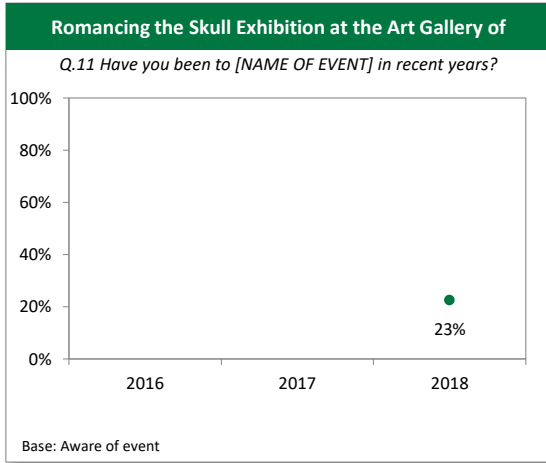 Romancing the Skull Exhibition at the Art Gallery of
Q.11 Have you been to [NAME OF EVENT] in recent years?
100%
80%
60%
40%
20%
0%
23%
2016 2017 2018
Base: Aware of event